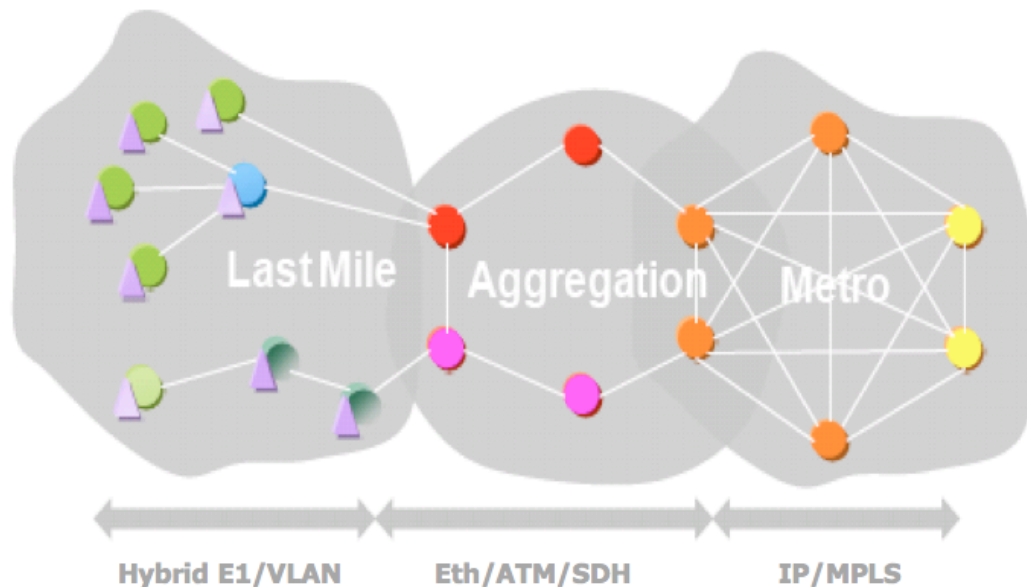 Last Mile
Aggregation
Metro
Hybrid E1/VLAN
Eth/ATM/SDH
IP/MPLS